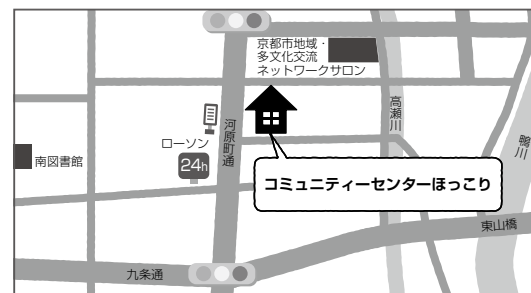 京都市地域・
多文化交流
ネットワークサロン
高瀬川
鴨川
河原町通
ローソン
24h
南図書館
コミュニティーセンターほっこり
東山橋
九条通